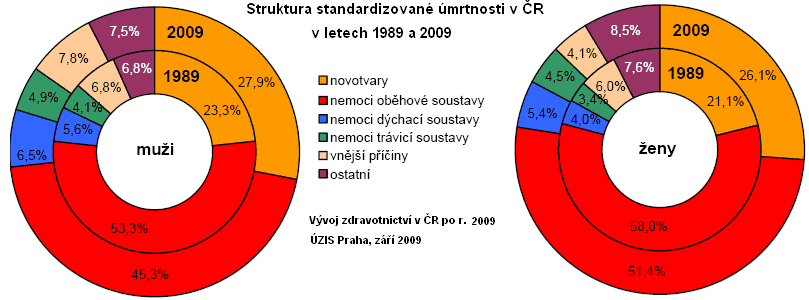 Struktura standardizované úmrtnosti v ČR
v letech 1989 a 2009
7,5%
2009
7,8%
6,8%
1989
27,9%
6,8%
4,9%
4,1%
23,3%
5,6%
6,5%
muži
53,3%
45,3%
novotvary
nemoci oběhové soustavy
nemoci dýchací soustavy
nemoci trávicí soustavy
vnější příčiny
ostatní
Vývoj zdravotnictví v ČR po r. 2009
ÚZIS Praha, září 2009
8,5%
2009
4,1%
7,6%
1989
26,1%
4,5%
6,0%
3,4%
21,1%
5,4%
4,0%
ženy
58,0%
51,4%